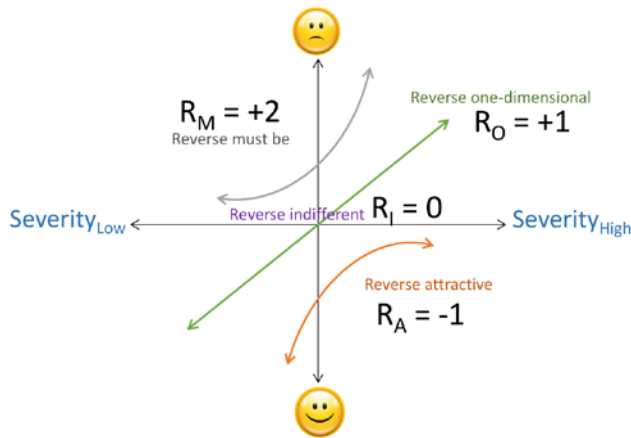 Reverse one-dimensional
R_M = +2
R_O = +1
Reverse must be
Reverse indifferent
R_I = 0
Severity_Low
Severity_High
Reverse attractive
R_A = -1